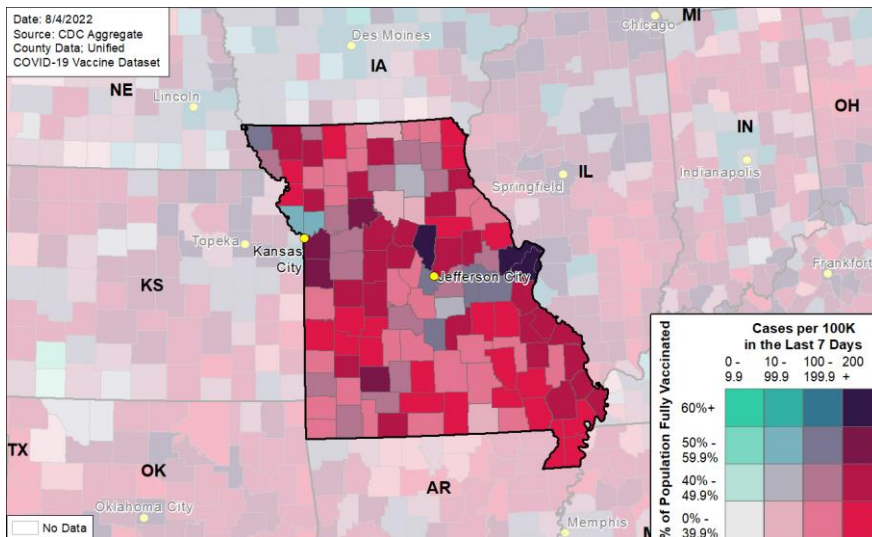 Date: 8/4/2022
Source: CDC Aggregate
County Data; Unified
COVID-19 Vaccine Dataset
MI
Chicago
Des Moines
IA
NE
Lincoln
OH
IN
Indianapolis
IL
Springfield
Topeka
Kansas
City
Jefferson City
Frankfort
KS
TX
OK
Oklahoma City
AR
Memphis
No Data
Cases per 100K
in the Last 7 Days
0 - 9.9
10 - 99.9
100 - 199.9
200 +
% of Population Fully Vaccinated
60%+
50% - 59.9%
40% - 49.9%
0% - 39.9%